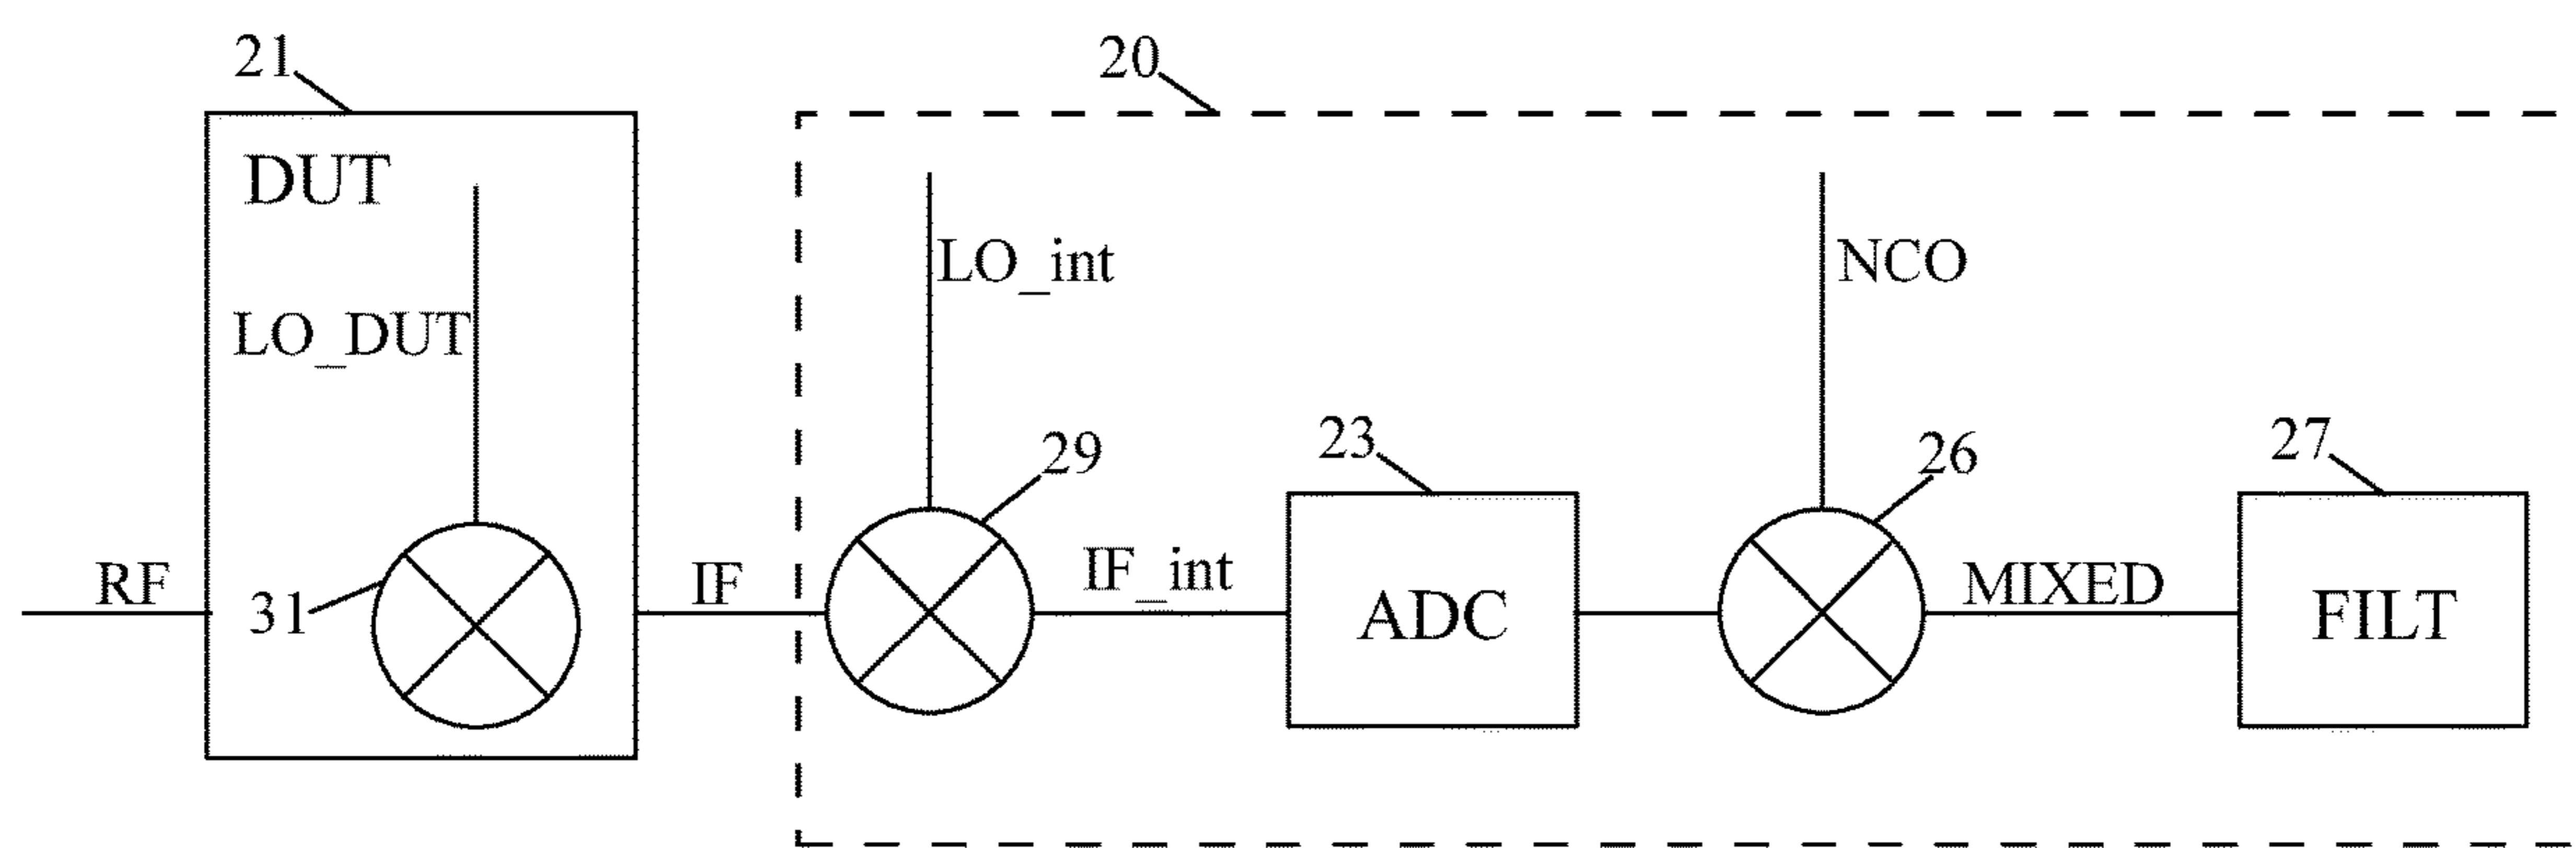 21
20
DUT
LO_int
NCO
LO_DUT
29
23
26
27
RF
31
IF
IF_int
ADC
MIXED
FILT